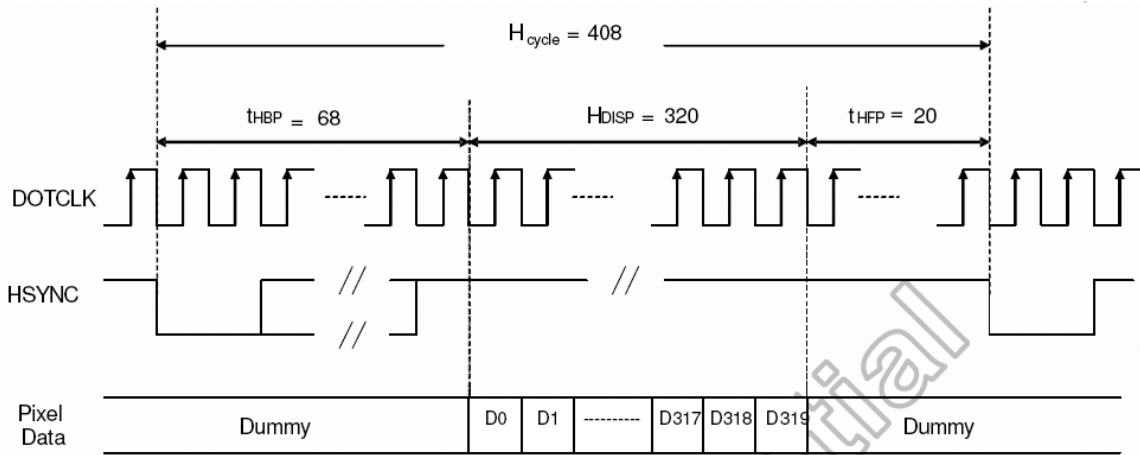 Hcycle = 408
tHBP = 68
HDISP = 320
tHFP = 20
DOTCLK
HSYNC
Pixel
Data
Dummy
D0
D1
D317
D318
D319
Dummy
tial